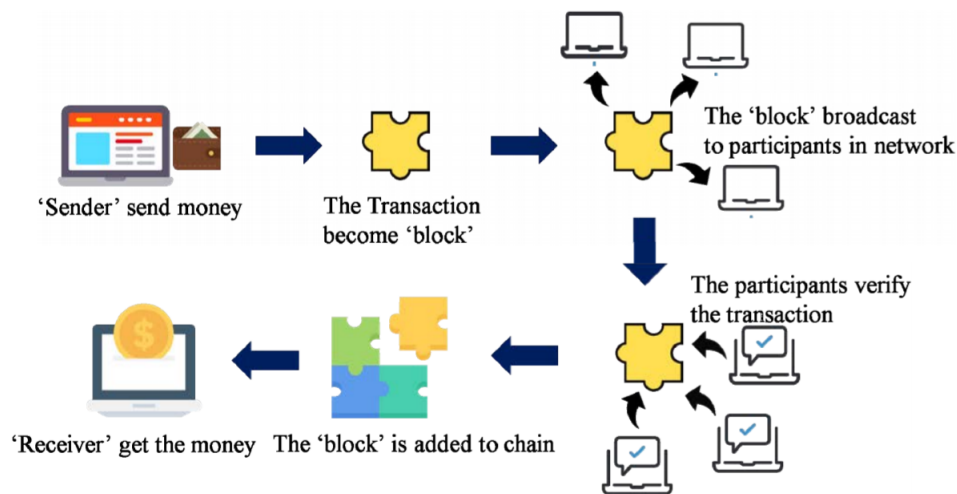 'Sender' send money
The Transaction
become 'block'
The 'block' broadcast
to participants in network
The participants verify
the transaction
The 'block' is added to chain
'Receiver' get the money